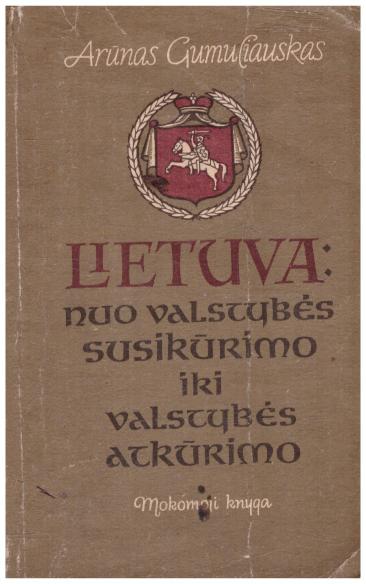 Arūnas Gumuliauskas
LIETUVA:
nuo valstybės
susikūrimo
iki
valstybės
atkūrimo
Mokomoji knyga